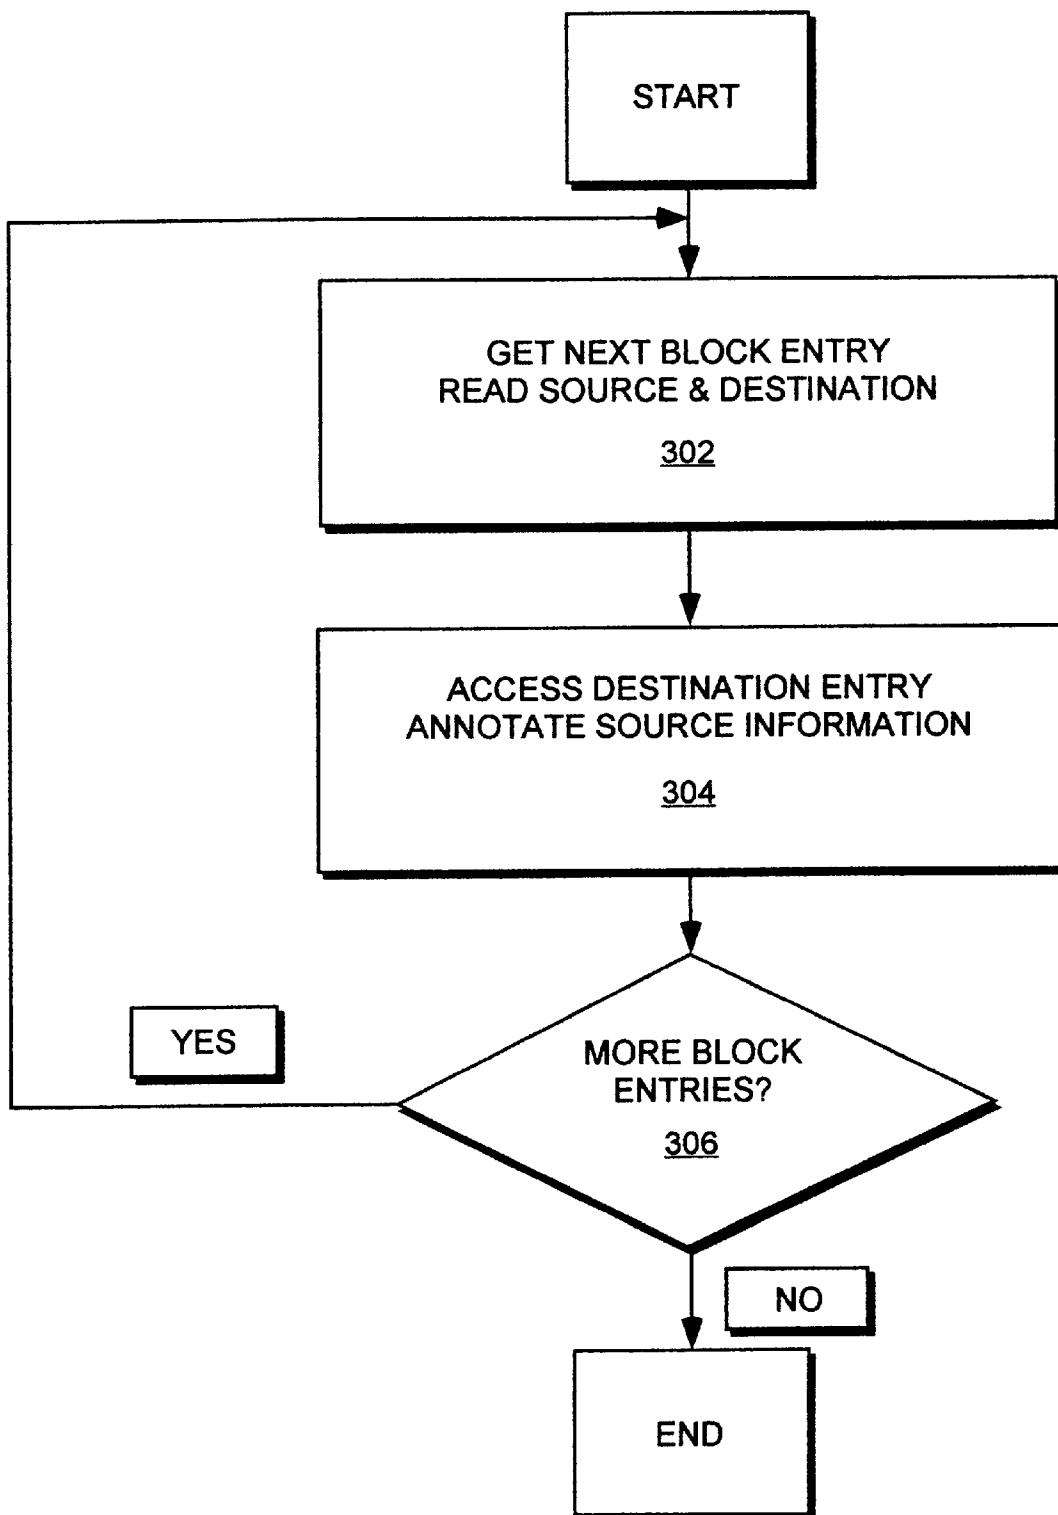 START
GET NEXT BLOCK ENTRY
READ SOURCE & DESTINATION
302
ACCESS DESTINATION ENTRY
ANNOTATE SOURCE INFORMATION
304
YES
MORE BLOCK
ENTRIES?
306
NO
END